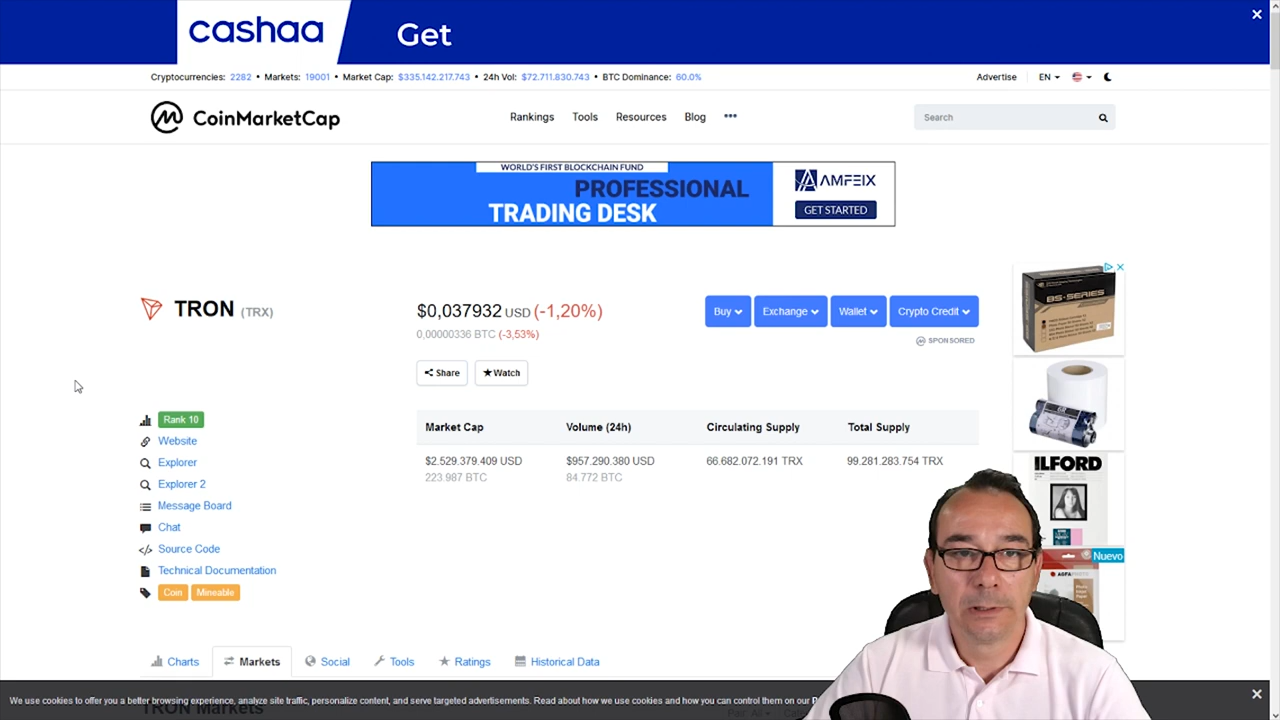 cashaa
Get
Cryptocurrencies: 2282 • Markets: 19001 • Market Cap: $335.142.217.743 • 24h Vol: $72.711.830.743 • BTC Dominance: 60.0%
Advertise
EN
CoinMarketCap
Rankings
Tools
Resources
Blog
Search
WORLD'S FIRST BLOCKCHAIN FUND
PROFESSIONAL
TRADING DESK
AMFEIX
GET STARTED
TRON (TRX)
$0,037932 USD (-1,20%)
0,00000336 BTC (-3,53%)
Buy
Exchange
Wallet
Crypto Credit
SPONSORED
Share
Watch
BS-SERIES
Rank 10
Website
Explorer
Explorer 2
Message Board
Chat
Source Code
Technical Documentation
Coin
Mineable
Market Cap
Volume (24h)
Circulating Supply
Total Supply
$2.529.379.409 USD
$957.290.380 USD
66.682.072.191 TRX
99.281.283.754 TRX
223.987 BTC
84.772 BTC
ILFORD
Nuevo
Charts
Markets
Social
Tools
Ratings
Historical Data
We use cookies to offer you a better browsing experience, analyze site traffic, personalize content, and serve targeted advertisements. Read about how we use cookies and how you can control them on our
TRON Markets